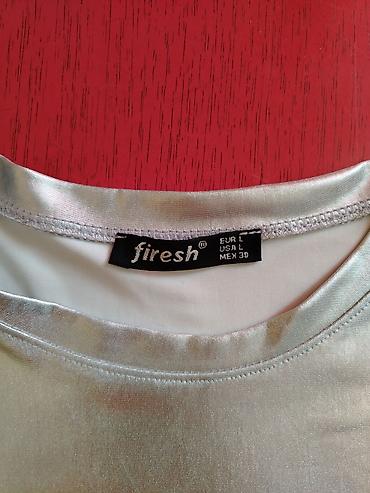 firesh®
EUR L
USA L
MEX 30